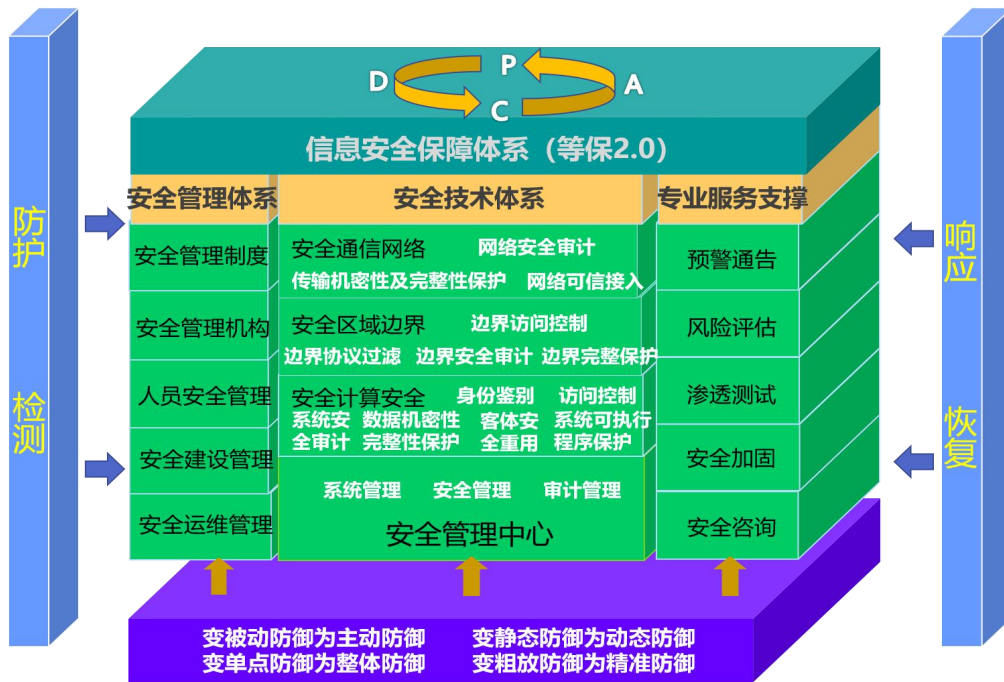 D P A C
信息安全保障体系（等保2.0）
防护
检测
安全管理体系
安全管理制度
安全管理机构
人员安全管理
安全建设管理
安全运维管理
安全技术体系
安全通信网络 网络安全审计
传输机密性及完整性保护 网络可信接入
安全区域边界 边界访问控制
边界协议过滤 边界安全审计 边界完整保护
安全计算安全 身份鉴别 访问控制
系统安全审计 数据机密性完整性保护 客体安全重用 系统可执行程序保护
系统管理 安全管理 审计管理
安全管理中心
专业服务支撑
预警通告
风险评估
渗透测试
安全加固
安全咨询
响应
恢复
变被动防御为主动防御 变静态防御为动态防御
变单点防御为整体防御 变粗放防御为精准防御